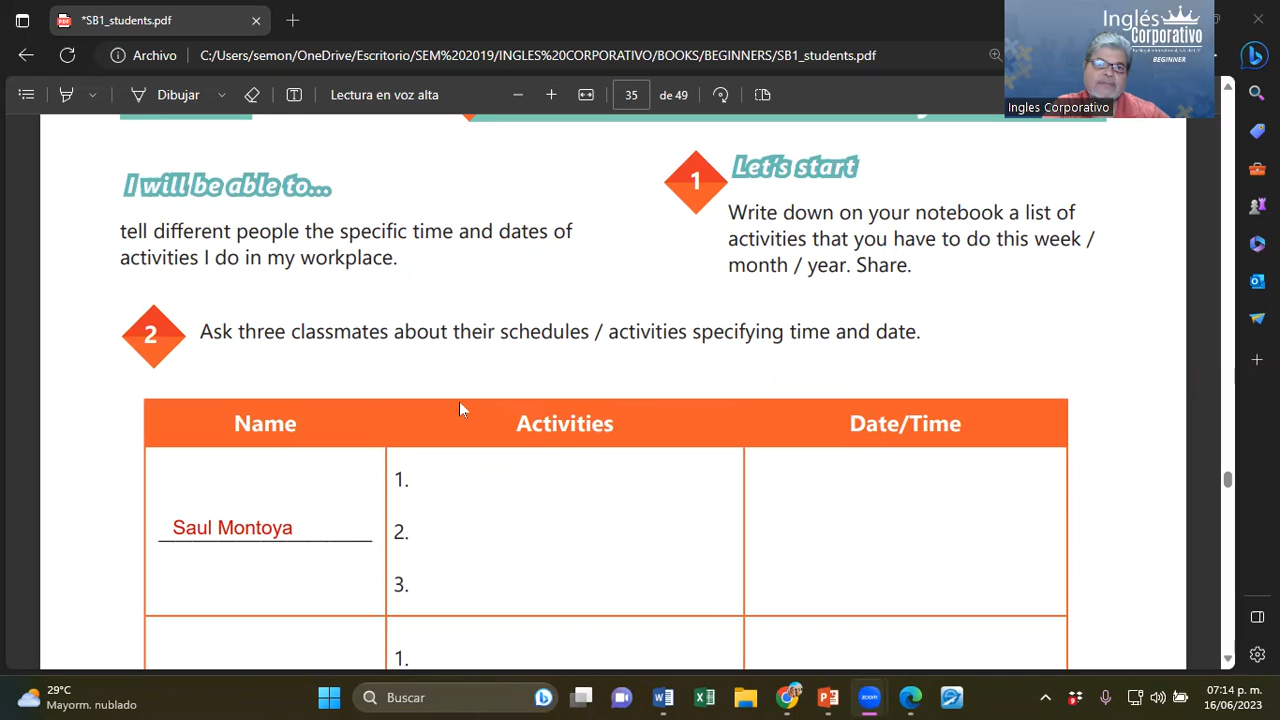 *SB1_students.pdf
Archivo
C:/Users/semon/OneDrive/Escritorio/SEM%202019/INGLES%20CORPORATIVO/BOOKS/BEGINNERS/SB1_students.pdf
Dibujar
Lectura en voz alta
35
de 49
Inglés
Corporativo
BEGINNER
Ingles Corporativo
I will be able to...
tell different people the specific time and dates of
activities I do in my workplace.
1
Let's start
Write down on your notebook a list of
activities that you have to do this week /
month / year. Share.
2
Ask three classmates about their schedules / activities specifying time and date.
Name
Activities
Date/Time
Saul Montoya
1.
2.
3.
1.
29°C
Mayorm. nublado
Buscar
07:14 p. m.
16/06/2023